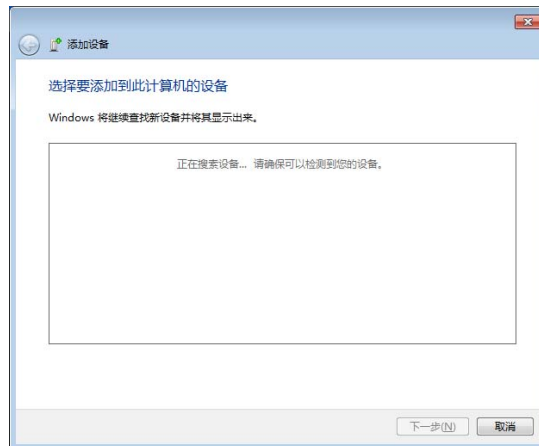 添加设备
选择要添加到此计算机的设备
Windows 将继续查找新设备并将其显示出来。
正在搜索设备... 请确保可以检测到您的设备。
下一步(N) 取消